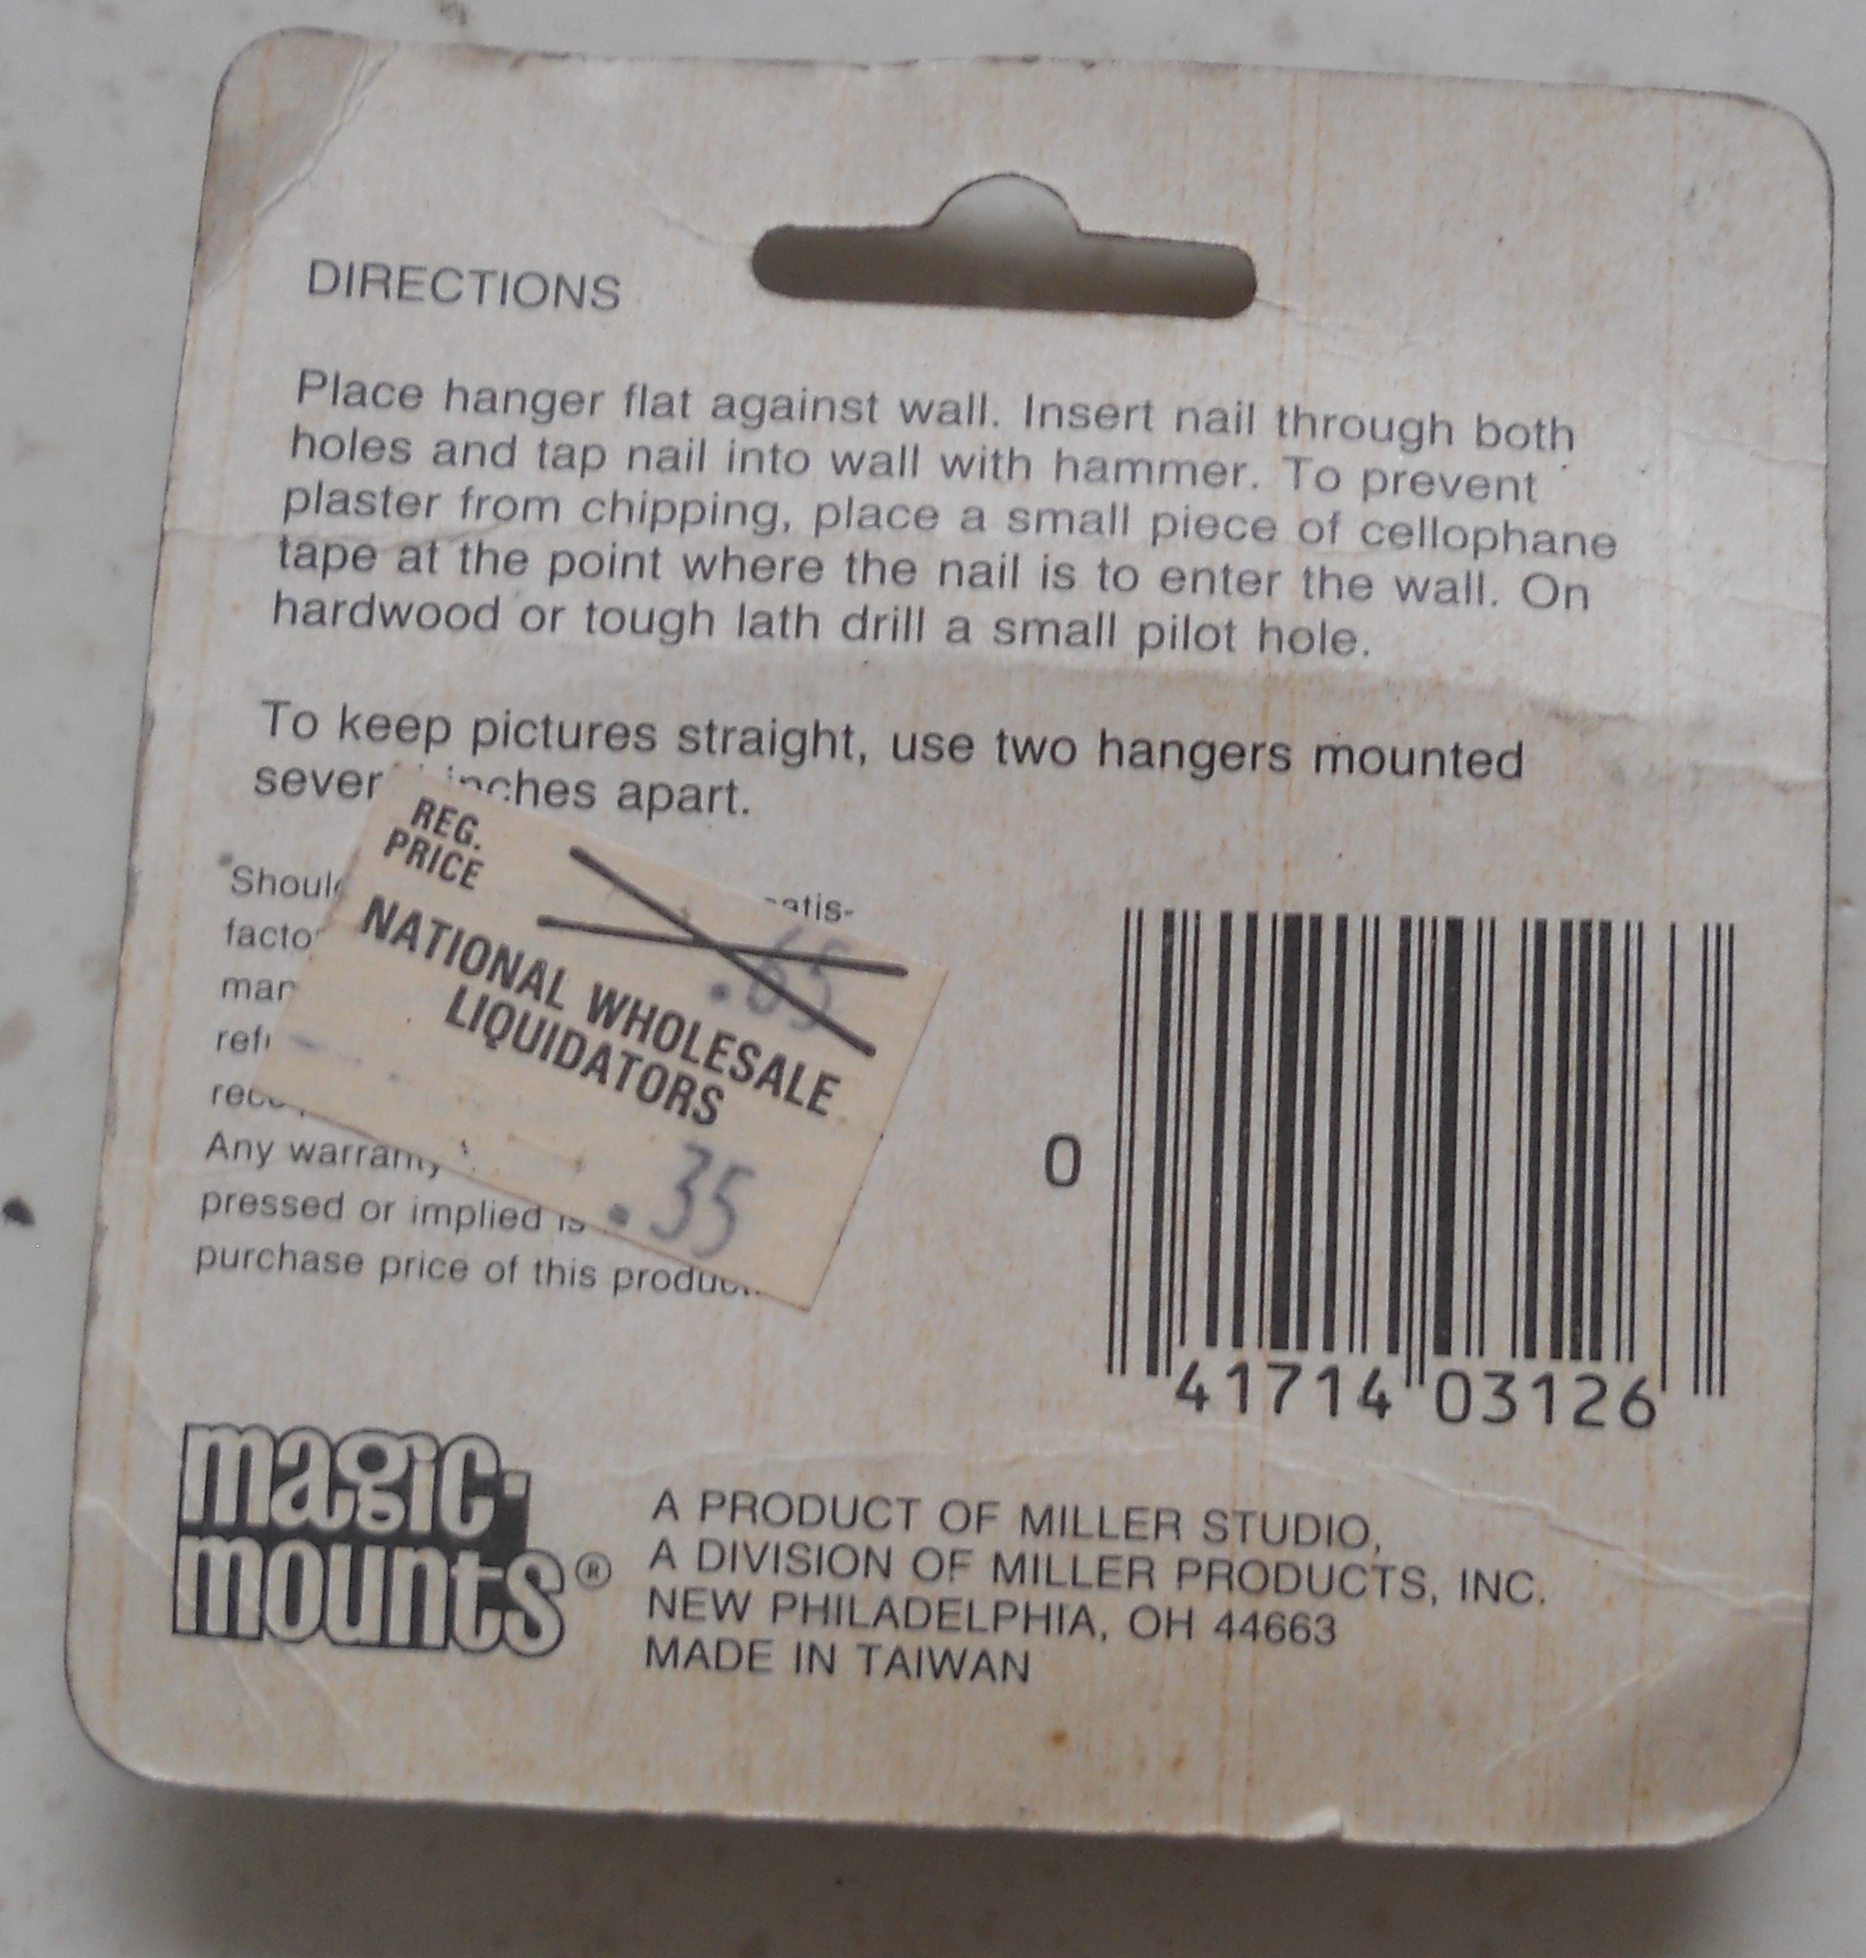 DIRECTIONS
Place hanger flat against wall. Insert nail through both
holes and tap nail into wall with hammer. To prevent
plaster from chipping, place a small piece of cellophane
tape at the point where the nail is to enter the wall. On
hardwood or tough lath drill a small pilot hole.
To keep pictures straight, use two hangers mounted
inches apart.
REG.
PRICE
.65
NATIONAL WHOLESALE
LIQUIDATORS
.35
Any warranty
pressed or implied is
purchase price of this product.
0
41714 03126
magic
mounts®
A PRODUCT OF MILLER STUDIO,
A DIVISION OF MILLER PRODUCTS, INC.
NEW PHILADELPHIA, OH 44663
MADE IN TAIWAN